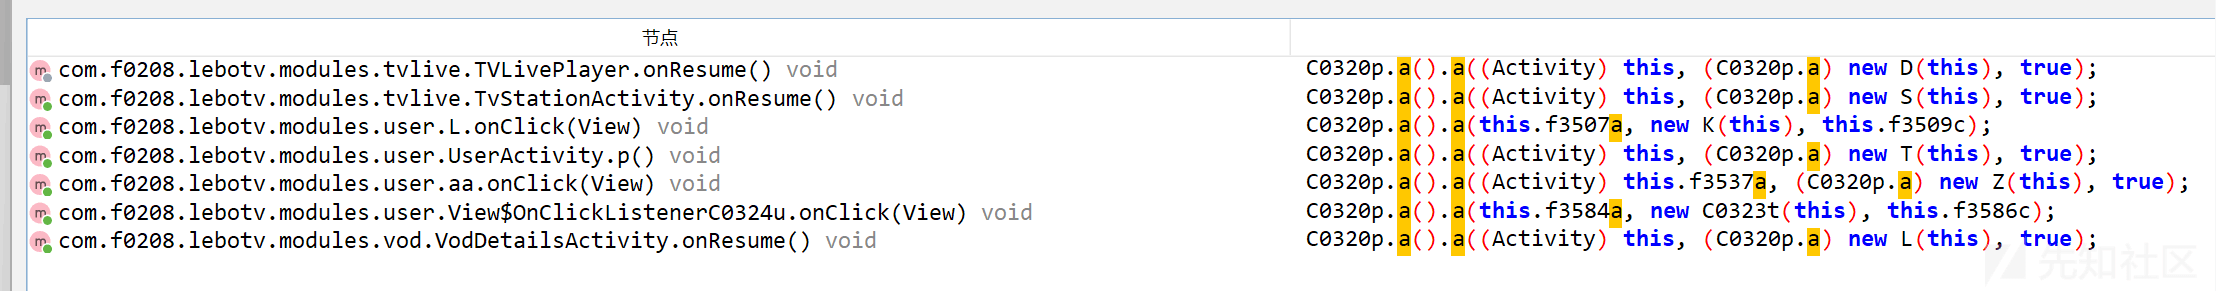 节点
com.f0208.lebotv.modules.tvlive.TVLivePlayer.onResume() void C0320p.a().a((Activity) this, (C0320p.a) new D(this), true);
com.f0208.lebotv.modules.tvlive.TvStationActivity.onResume() void C0320p.a().a((Activity) this, (C0320p.a) new S(this), true);
com.f0208.lebotv.modules.user.L.onClick(View) void C0320p.a().a(this.f3507a, new K(this), this.f3509c);
com.f0208.lebotv.modules.user.UserActivity.p() void C0320p.a().a((Activity) this, (C0320p.a) new T(this), true);
com.f0208.lebotv.modules.user.aa.onClick(View) void C0320p.a().a((Activity) this.f3537a, (C0320p.a) new Z(this), true);
com.f0208.lebotv.modules.user.View$OnClickListenerC0324u.onClick(View) void C0320p.a().a(this.f3584a, new C0323t(this), this.f3586c);
com.f0208.lebotv.modules.vod.VodDetailsActivity.onResume() void C0320p.a().a((Activity) this, (C0320p.a) new L(this), true);
先知社区